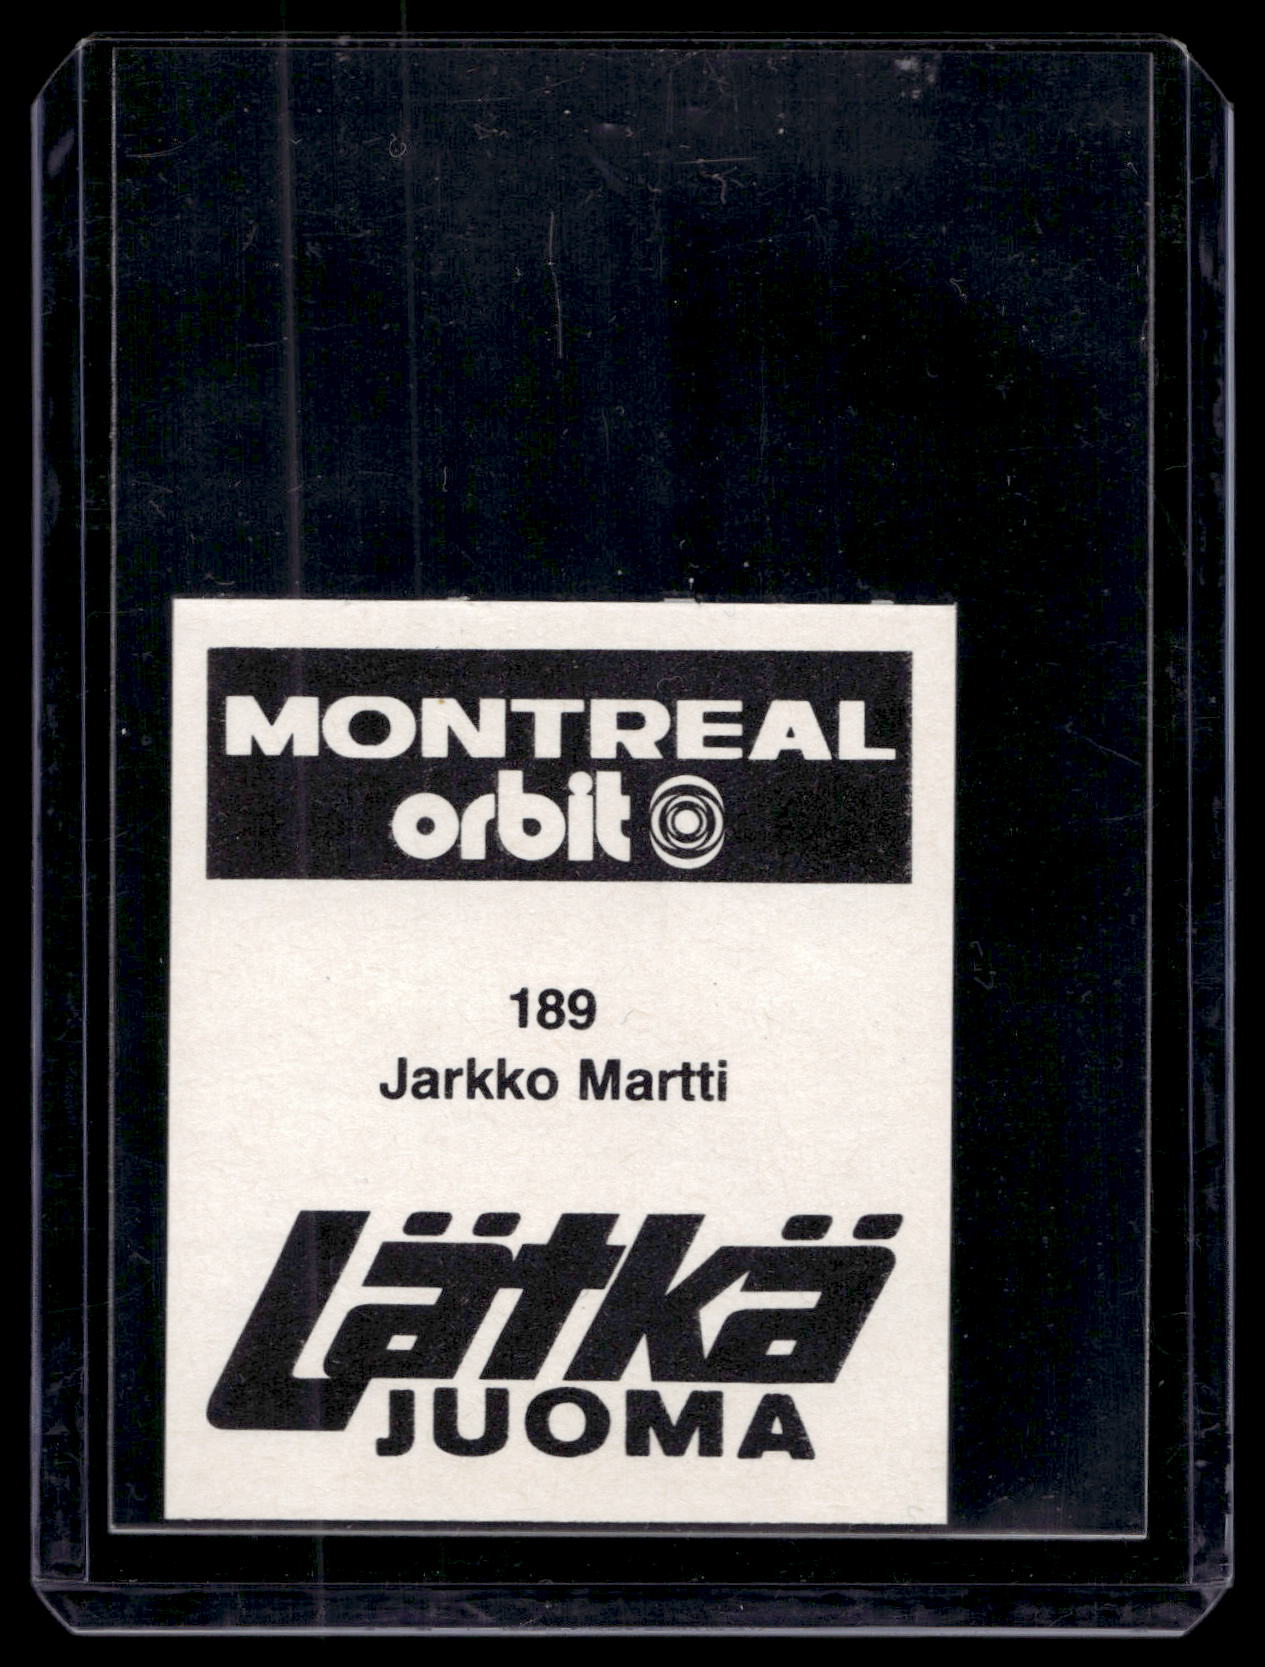 MONTREAL
orbit
189
Jarkko Martti
Lätkä
JUOMA